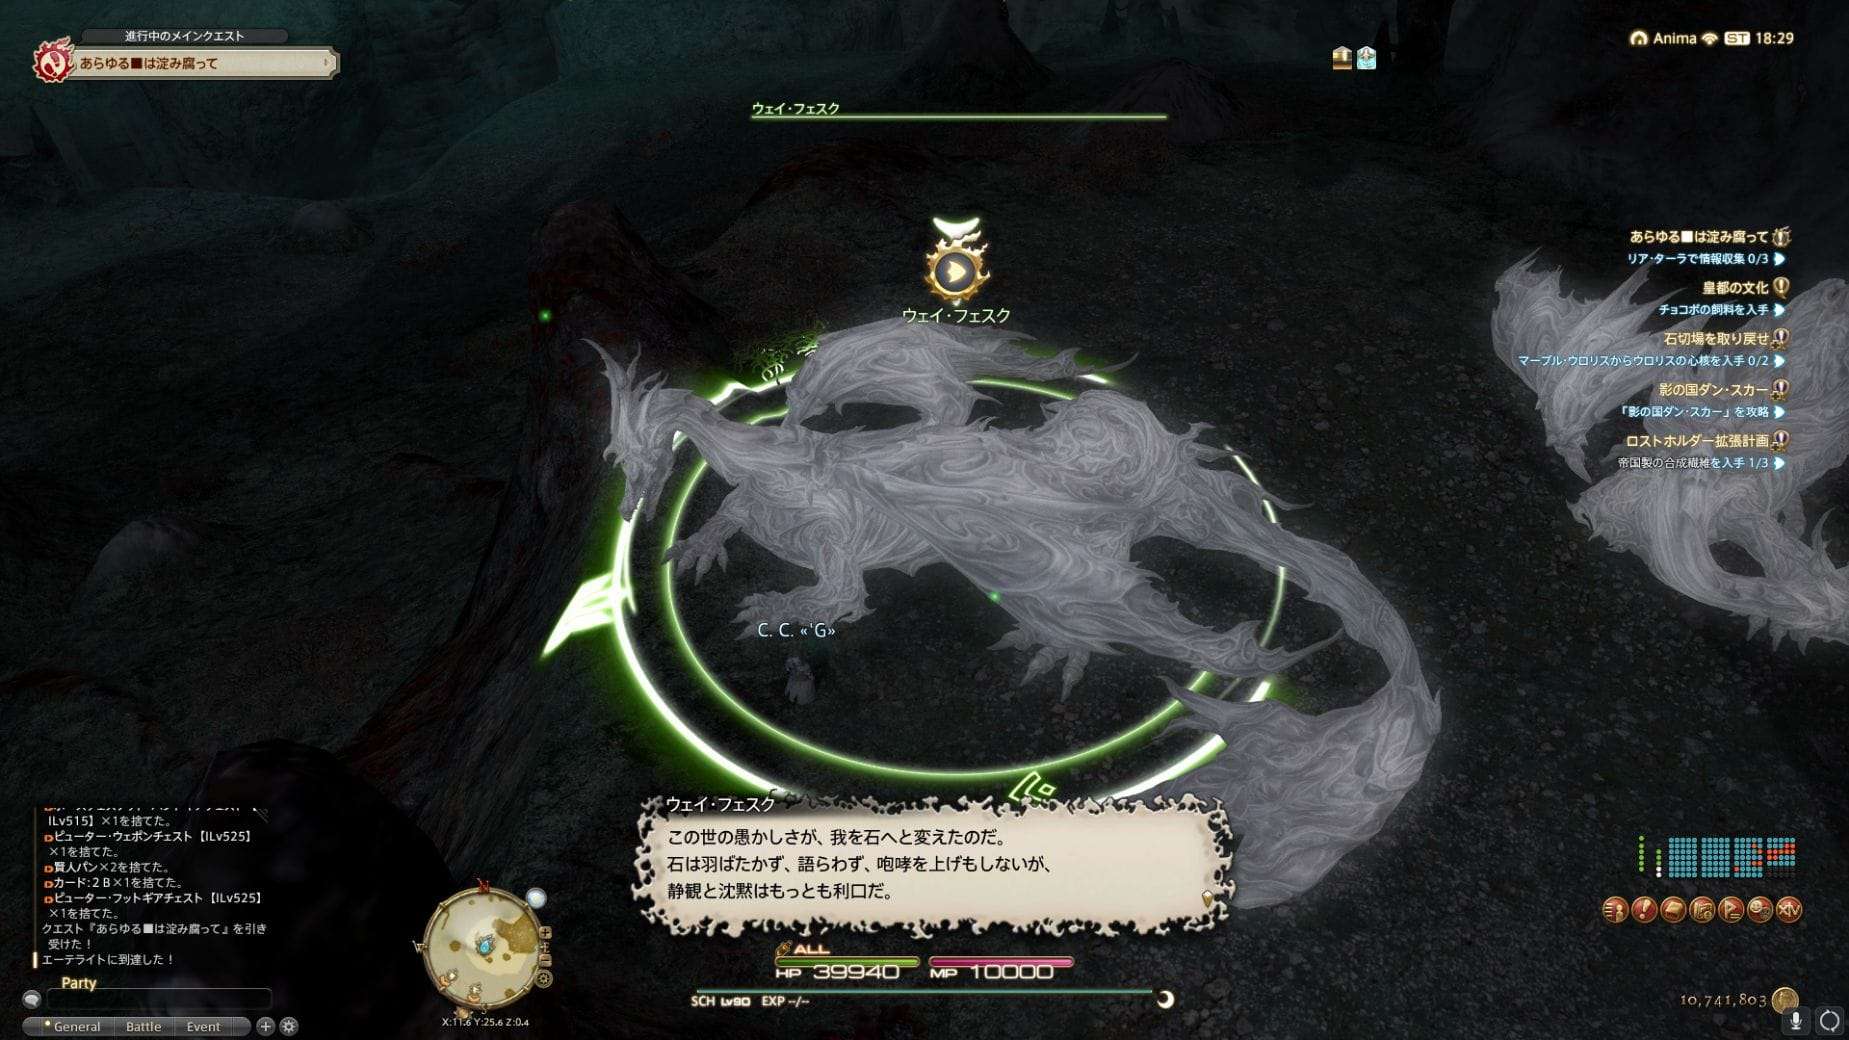 進行中のメインクエスト
あらゆる■は淀み腐って
Anima ST 18:29
ウェイ・フェスク
ウェイ・フェスク
あらゆる■は淀み腐って
リア・ターラで情報収集 0/3
皇都の文化
チョコボの飼料を入手
石切場を取り戻せ
マーブル・ウロリスからウロリスの心核を入手 0/2
影の国ダン・スカー
「影の国ダン・スカー」を攻略
ロストホルダー拡張計画
帝国製の合成繊維を入手 1/3
C. C. «'G»
ウェイ・フェスク
この世の愚かしさが、我を石へと変えたのだ。
石は羽ばたかず、語らわず、咆哮を上げもしないが、
静観と沈黙はもっとも利口だ。
ILv515】×1を捨てた。
ピューター・ウェポンチェスト【ILv525】
×1を捨てた。
賢人パン×2を捨てた。
カード:2B×1を捨てた。
ピューター・フットギアチェスト【ILv525】
×1を捨てた。
クエスト『あらゆる■は淀み腐って』を引き
受けた！
エーテライトに到達した！
Party
General Battle Event
N
W
X:11.6 Y:25.6 Z:0.4
ALL
HP 39940 MP 10000
SCH Lv90 EXP --/--
XIV
10,741,803